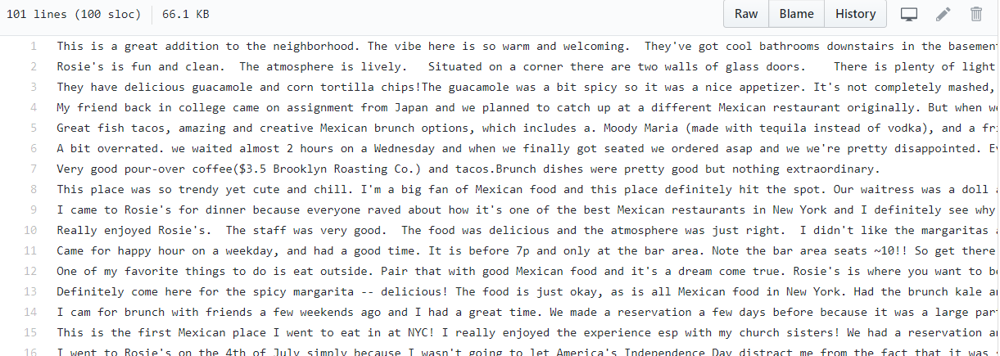 101 lines (100 sloc) 66.1 KB Raw Blame History
1 This is a great addition to the neighborhood. The vibe here is so warm and welcoming.  They've got cool bathrooms downstairs in the basement
2 Rosie's is fun and clean.  The atmosphere is lively.   Situated on a corner there are two walls of glass doors.    There is plenty of light
3 They have delicious guacamole and corn tortilla chips!The guacamole was a bit spicy so it was a nice appetizer. It's not completely mashed,
4 My friend back in college came on assignment from Japan and we planned to catch up at a different Mexican restaurant originally. But when we
5 Great fish tacos, amazing and creative Mexican brunch options, which includes a. Moody Maria (made with tequila instead of vodka), and a fri
6 A bit overrated. we waited almost 2 hours on a Wednesday and when we finally got seated we ordered asap and we we're pretty disappointed. Ev
7 Very good pour-over coffee($3.5 Brooklyn Roasting Co.) and tacos.Brunch dishes were pretty good but nothing extraordinary.
8 This place was so trendy yet cute and chill. I'm a big fan of Mexican food and this place definitely hit the spot. Our waitress was a doll a
9 I came to Rosie's for dinner because everyone raved about how it's one of the best Mexican restaurants in New York and I definitely see why
10 Really enjoyed Rosie's.  The staff was very good.  The food was delicious and the atmosphere was just right.  I didn't like the margaritas a
11 Came for happy hour on a weekday, and had a good time. It is before 7p and only at the bar area. Note the bar area seats ~10!! So get there
12 One of my favorite things to do is eat outside. Pair that with good Mexican food and it's a dream come true. Rosie's is where you want to be
13 Definitely come here for the spicy margarita -- delicious! The food is just okay, as is all Mexican food in New York. Had the brunch kale an
14 I cam for brunch with friends a few weekends ago and I had a great time. We made a reservation a few days before because it was a large part
15 This is the first Mexican place I went to eat in at NYC! I really enjoyed the experience esp with my church sisters! We had a reservation an
16 I went to Rosie's on the 4th of July simply because I wasn't going to let America's Independence Day distract me from the fact that it was